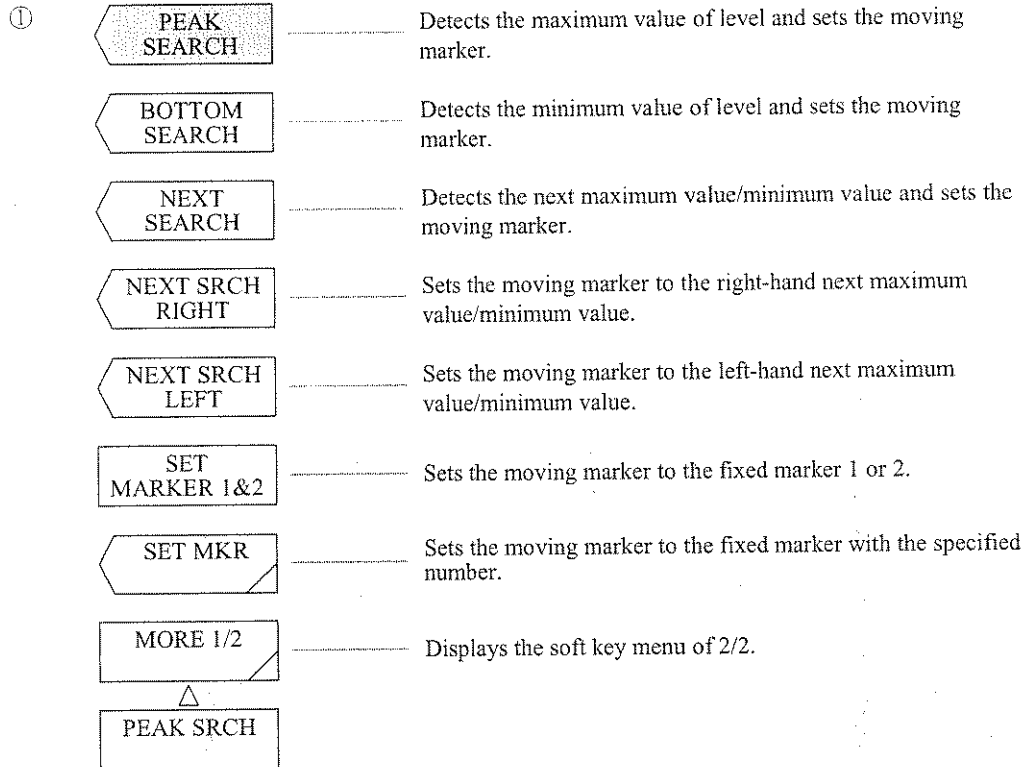 ①
PEAK
SEARCH
Detects the maximum value of level and sets the moving
marker.
BOTTOM
SEARCH
Detects the minimum value of level and sets the moving
marker.
NEXT
SEARCH
Detects the next maximum value/minimum value and sets the
moving marker.
NEXT SRCH
RIGHT
Sets the moving marker to the right-hand next maximum
value/minimum value.
NEXT SRCH
LEFT
Sets the moving marker to the left-hand next maximum
value/minimum value.
SET
MARKER 1&2
Sets the moving marker to the fixed marker 1 or 2.
SET MKR
Sets the moving marker to the fixed marker with the specified
number.
MORE 1/2
Displays the soft key menu of 2/2.
PEAK SRCH